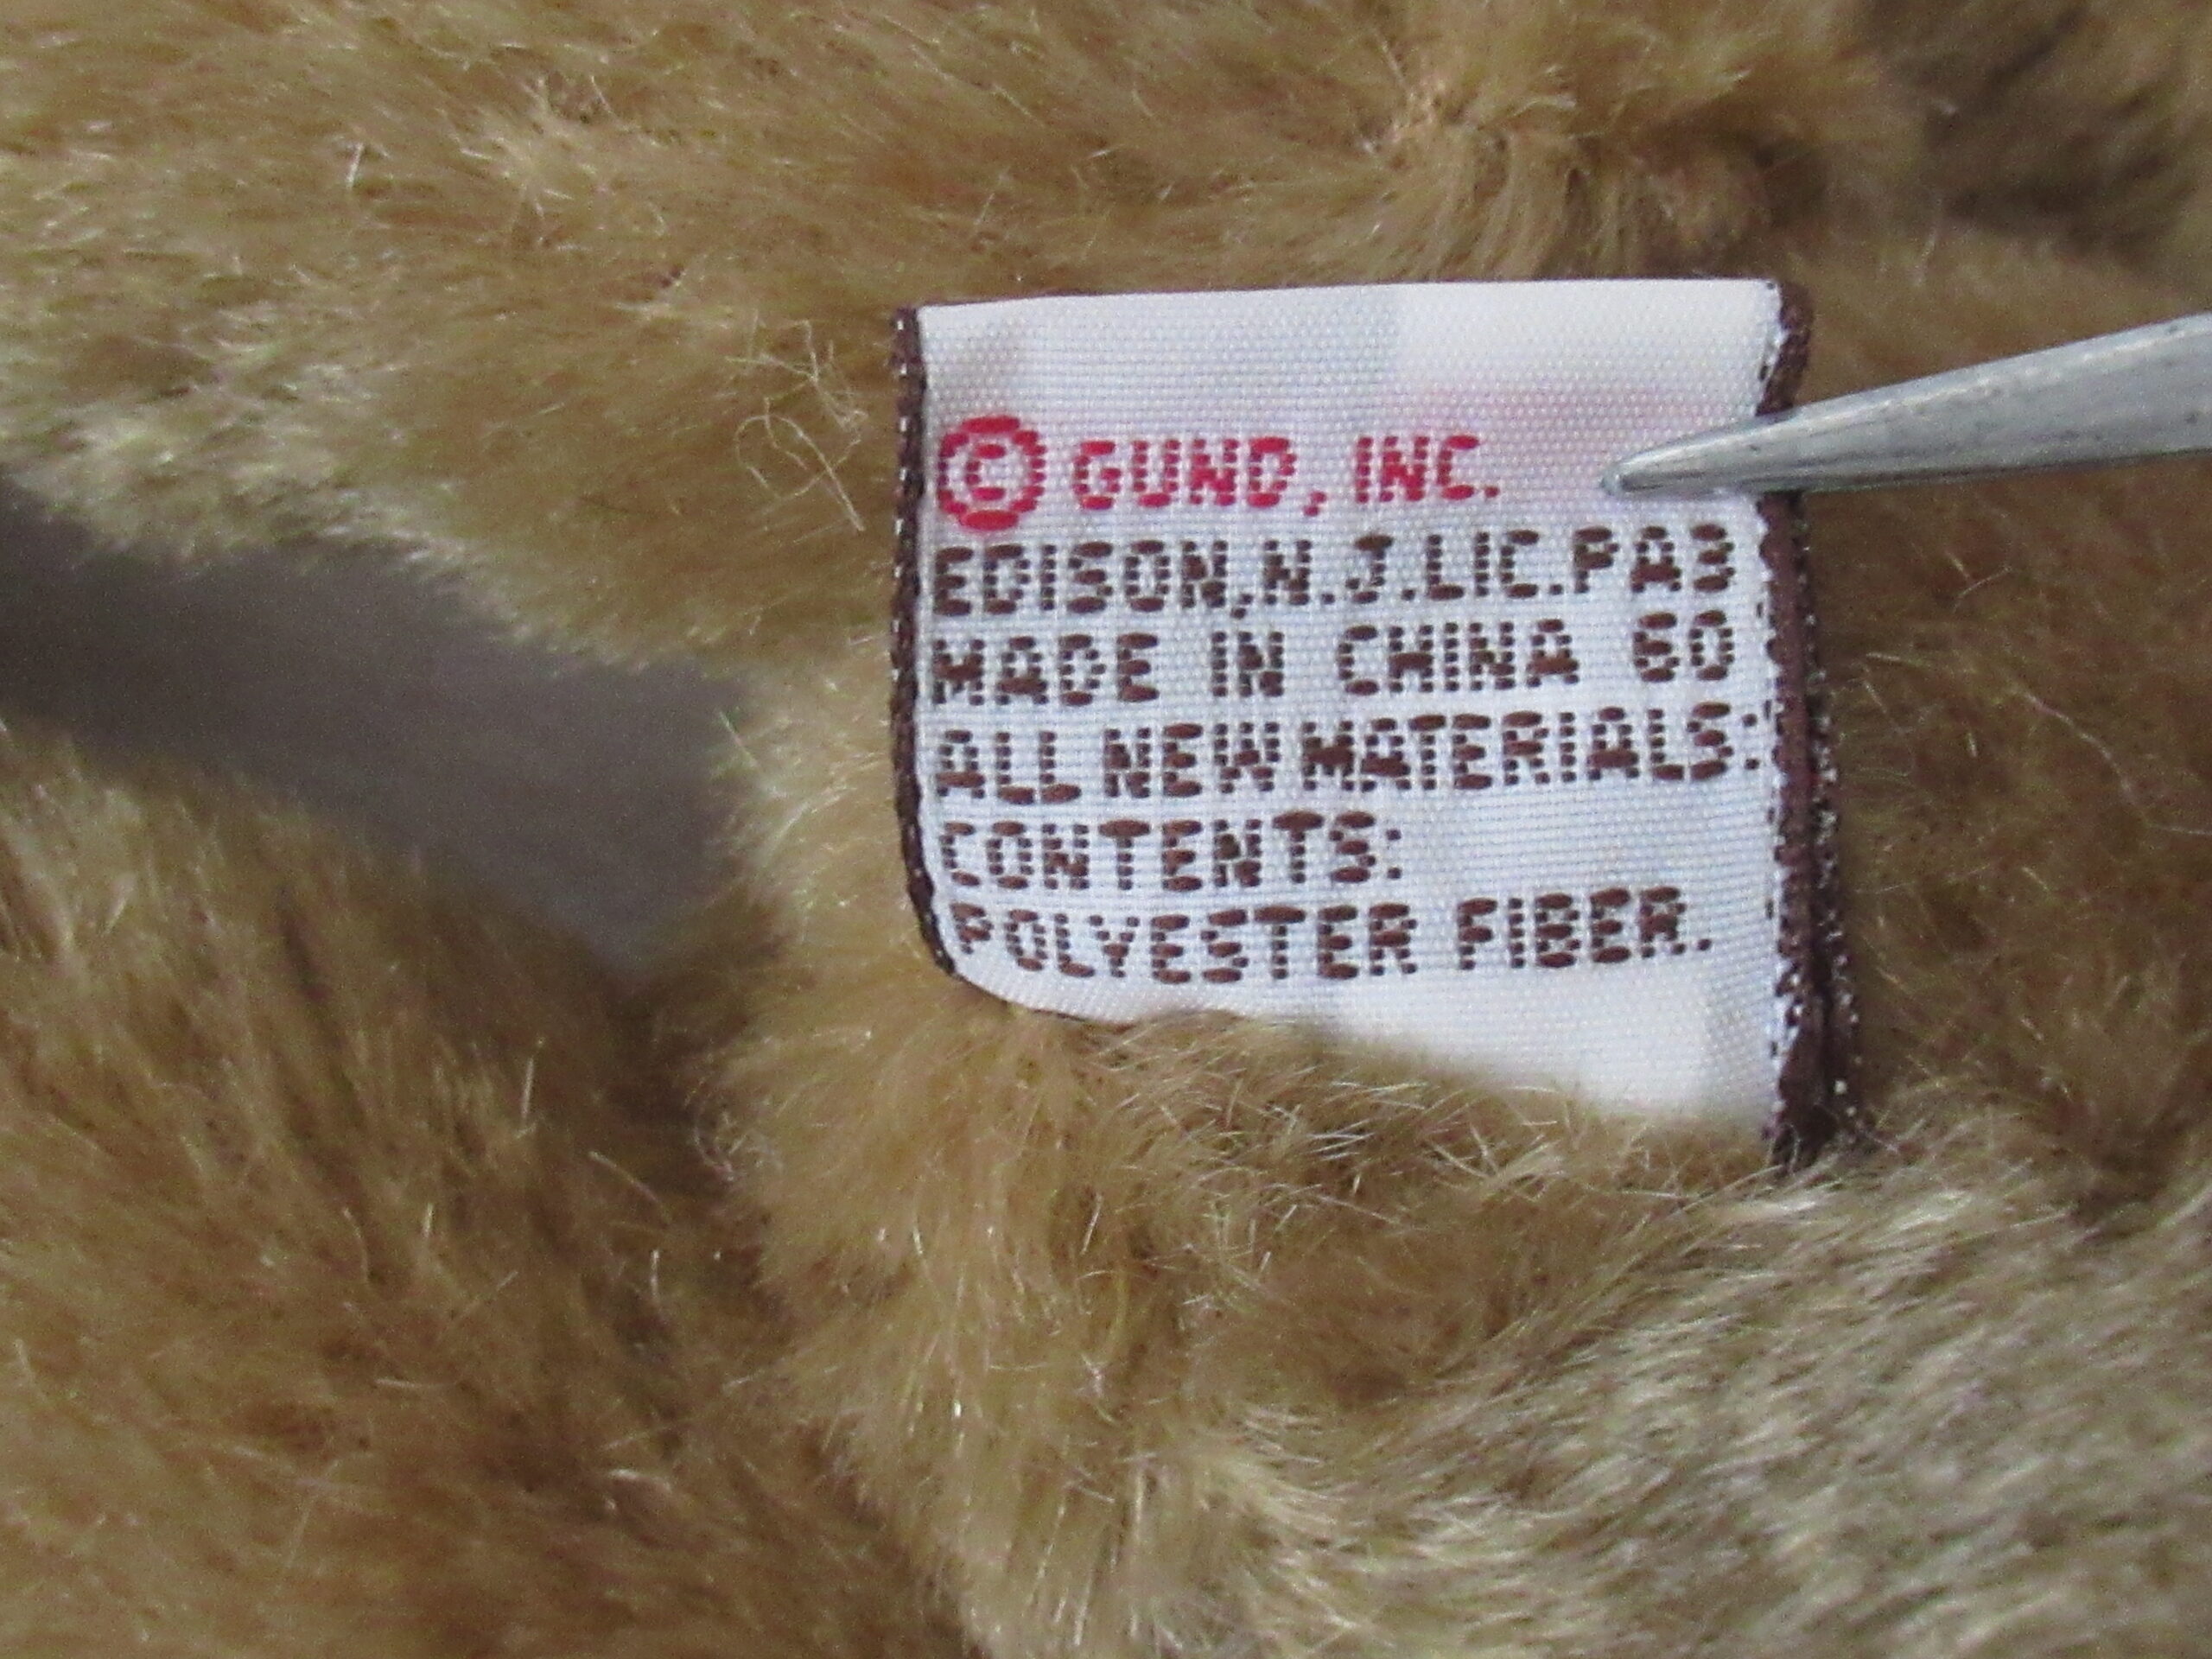 © GUND, INC.
EDISON, N.J. LIC. PA3
MADE IN CHINA 60
ALL NEW MATERIALS:
CONTENTS:
POLYESTER FIBER.